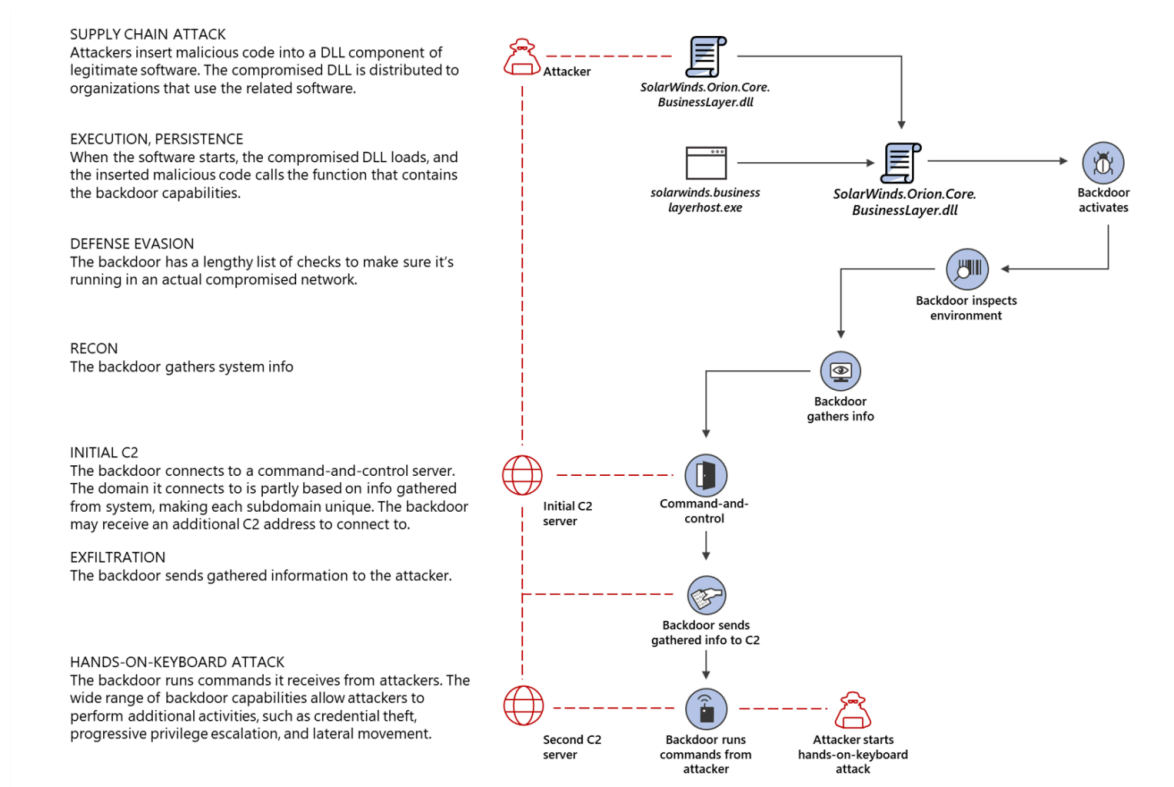 SUPPLY CHAIN ATTACK
Attackers insert malicious code into a DLL component of
legitimate software. The compromised DLL is distributed to
organizations that use the related software.
Attacker
SolarWinds.Orion.Core.
BusinessLayer.dll
EXECUTION, PERSISTENCE
When the software starts, the compromised DLL loads, and
the inserted malicious code calls the function that contains
the backdoor capabilities.
solarwinds.business
layerhost.exe
SolarWinds.Orion.Core.
BusinessLayer.dll
Backdoor
activates
DEFENSE EVASION
The backdoor has a lengthy list of checks to make sure it's
running in an actual compromised network.
Backdoor inspects
environment
RECON
The backdoor gathers system info
Backdoor
gathers info
INITIAL C2
The backdoor connects to a command-and-control server.
The domain it connects to is partly based on info gathered
from system, making each subdomain unique. The backdoor
may receive an additional C2 address to connect to.
Initial C2
server
Command-and-
control
EXFILTRATION
The backdoor sends gathered information to the attacker.
Backdoor sends
gathered info to C2
HANDS-ON-KEYBOARD ATTACK
The backdoor runs commands it receives from attackers. The
wide range of backdoor capabilities allow attackers to
perform additional activities, such as credential theft,
progressive privilege escalation, and lateral movement.
Second C2
server
Backdoor runs
commands from
attacker
Attacker starts
hands-on-keyboard
attack